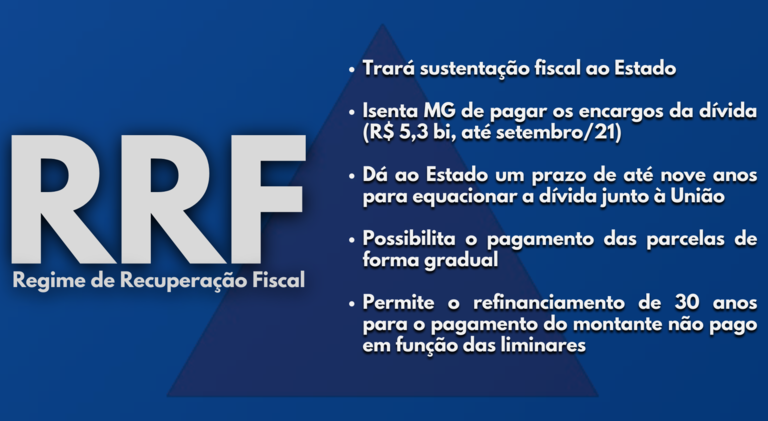 RRF
Regime de Recuperação Fiscal
• Trará sustentação fiscal ao Estado
• Isenta MG de pagar os encargos da dívida
(R$ 5,3 bi, até setembro/21)
• Dá ao Estado um prazo de até nove anos
para equacionar a dívida junto à União
• Possibilita o pagamento das parcelas de
forma gradual
• Permite o refinanciamento de 30 anos
para o pagamento do montante não pago
em função das liminares